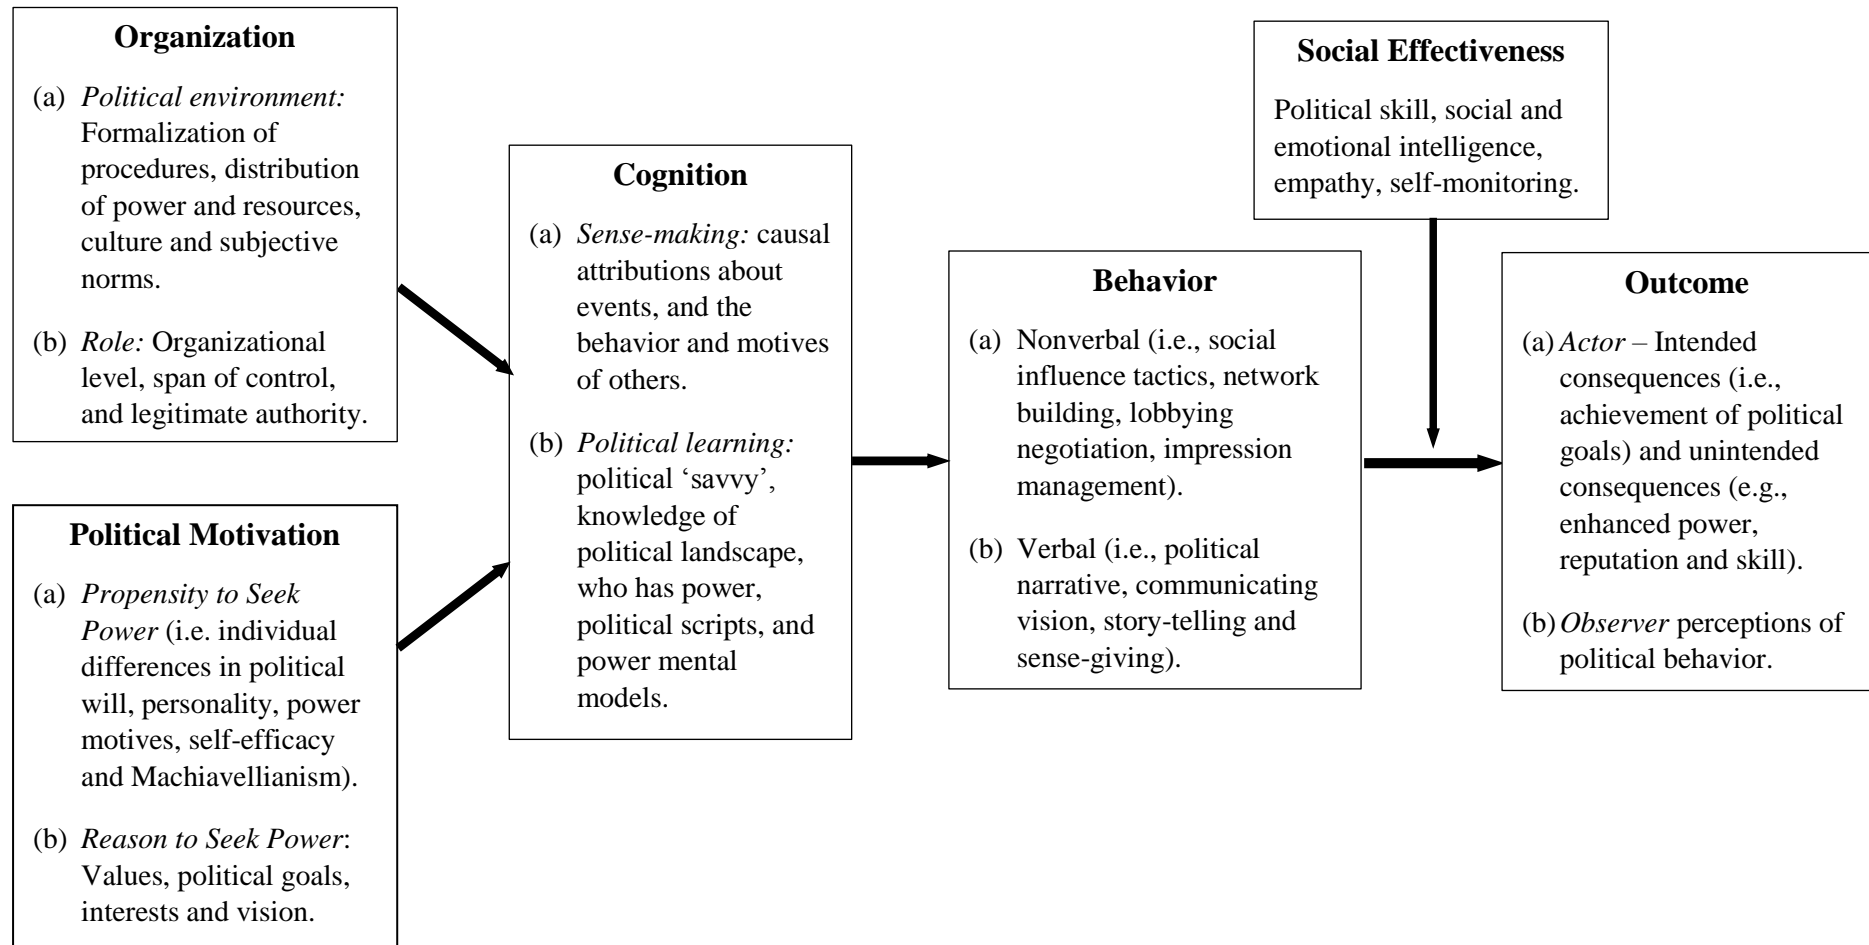 Organization
(a) Political environment:
Formalization of
procedures, distribution
of power and resources,
culture and subjective
norms.
(b) Role: Organizational
level, span of control,
and legitimate authority.
Political Motivation
(a) Propensity to Seek
Power (i.e. individual
differences in political
will, personality, power
motives, self-efficacy
and Machiavellianism).
(b) Reason to Seek Power:
Values, political goals,
interests and vision.
Cognition
(a) Sense-making: causal
attributions about
events, and the
behavior and motives
of others.
(b) Political learning:
political ‘savvy’,
knowledge of
political landscape,
who has power,
political scripts, and
power mental
models.
Behavior
(a) Nonverbal (i.e., social
influence tactics, network
building, lobbying
negotiation, impression
management).
(b) Verbal (i.e., political
narrative, communicating
vision, story-telling and
sense-giving).
Social Effectiveness
Political skill, social and
emotional intelligence,
empathy, self-monitoring.
Outcome
(a) Actor – Intended
consequences (i.e.,
achievement of political
goals) and unintended
consequences (e.g.,
enhanced power,
reputation and skill).
(b) Observer perceptions of
political behavior.